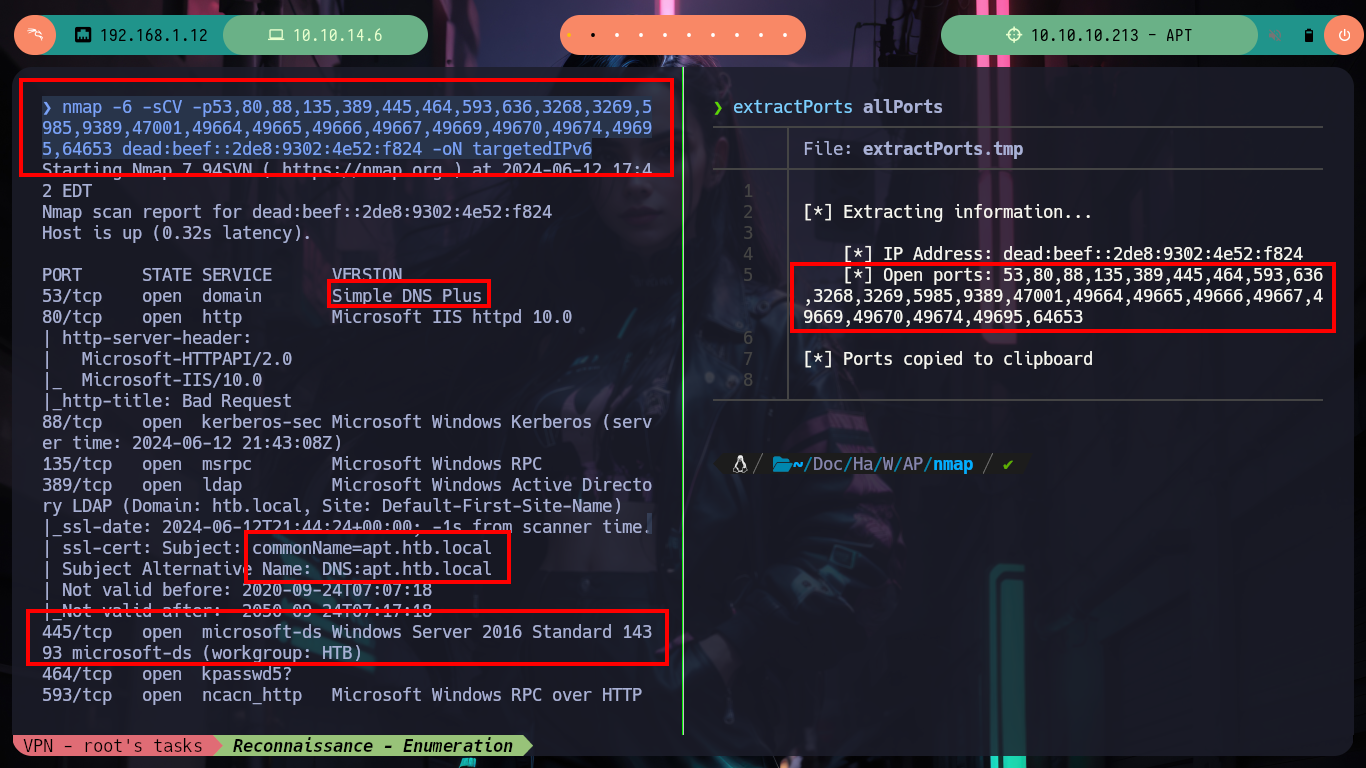 192.168.1.12
10.10.14.6
10.10.10.213 - APT
❯ nmap -6 -sCV -p53,80,88,135,389,445,464,593,636,3268,3269,5
985,9389,47001,49664,49665,49666,49667,49669,49670,49674,4969
5,64653 dead:beef::2de8:9302:4e52:f824 -oN targetedIPv6
Starting Nmap 7.94SVN ( https://nmap.org ) at 2024-06-12 17:4
2 EDT
Nmap scan report for dead:beef::2de8:9302:4e52:f824
Host is up (0.32s latency).
PORT STATE SERVICE VERSION
53/tcp open domain Simple DNS Plus
80/tcp open http Microsoft IIS httpd 10.0
| http-server-header:
| Microsoft-HTTPAPI/2.0
|_ Microsoft-IIS/10.0
|_http-title: Bad Request
88/tcp open kerberos-sec Microsoft Windows Kerberos (serv
er time: 2024-06-12 21:43:08Z)
135/tcp open msrpc Microsoft Windows RPC
389/tcp open ldap Microsoft Windows Active Directo
ry LDAP (Domain: htb.local, Site: Default-First-Site-Name)
|_ssl-date: 2024-06-12T21:44:24+00:00; -1s from scanner time.
| ssl-cert: Subject: commonName=apt.htb.local
| Subject Alternative Name: DNS:apt.htb.local
| Not valid before: 2020-09-24T07:07:18
|_Not valid after: 2050-09-24T07:17:18
445/tcp open microsoft-ds Windows Server 2016 Standard 143
93 microsoft-ds (workgroup: HTB)
464/tcp open kpasswd5?
593/tcp open ncacn_http Microsoft Windows RPC over HTTP
❯ extractPorts allPorts
File: extractPorts.tmp
1
2 [*] Extracting information...
3
4 [*] IP Address: dead:beef::2de8:9302:4e52:f824
5 [*] Open ports: 53,80,88,135,389,445,464,593,636
,3268,3269,5985,9389,47001,49664,49665,49666,49667,4
9669,49670,49674,49695,64653
6
7 [*] Ports copied to clipboard
8
~/Doc/Ha/W/AP/nmap
VPN - root's tasks
Reconnaissance - Enumeration